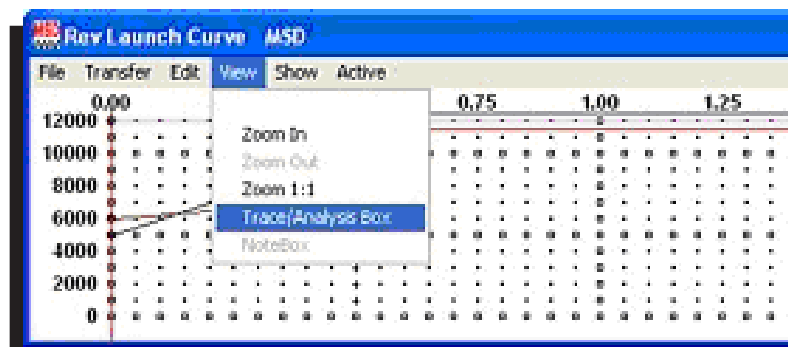 MSD Rev Launch Curve MSD
File Transfer Edit View Show Active
0.00 0.75 1.00 1.25
12000
10000
Zoom In
Zoom Out
8000
Zoom 1:1
6000
Trace/Analysis Box
4000
NoteBox
2000
0